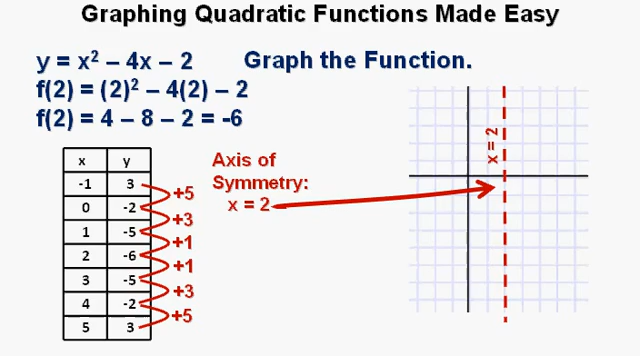 Graphing Quadratic Functions Made Easy
y = x² – 4x – 2 Graph the Function.
f(2) = (2)² – 4(2) – 2
f(2) = 4 – 8 – 2 = -6
x y
-1 3
0 -2
1 -5
2 -6
3 -5
4 -2
5 3
+5
+3
+1
+1
+3
+5
Axis of
Symmetry:
x = 2
x = 2